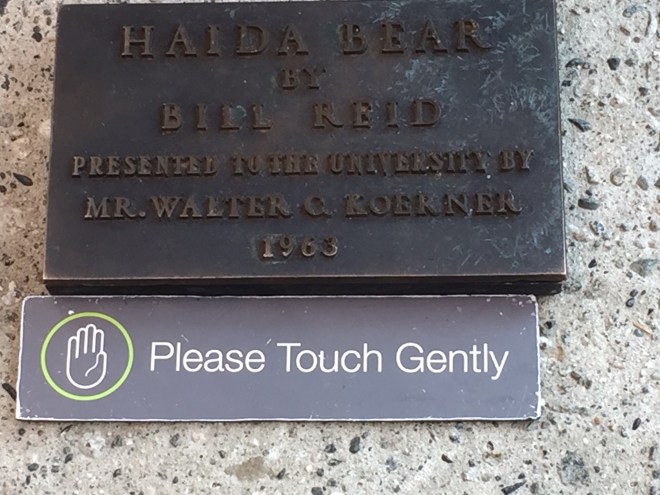 HAIDA BEAR
BY
BILL REID
PRESENTED TO THE UNIVERSITY BY
MR. WALTER C. KOERNER
1963
Please Touch Gently